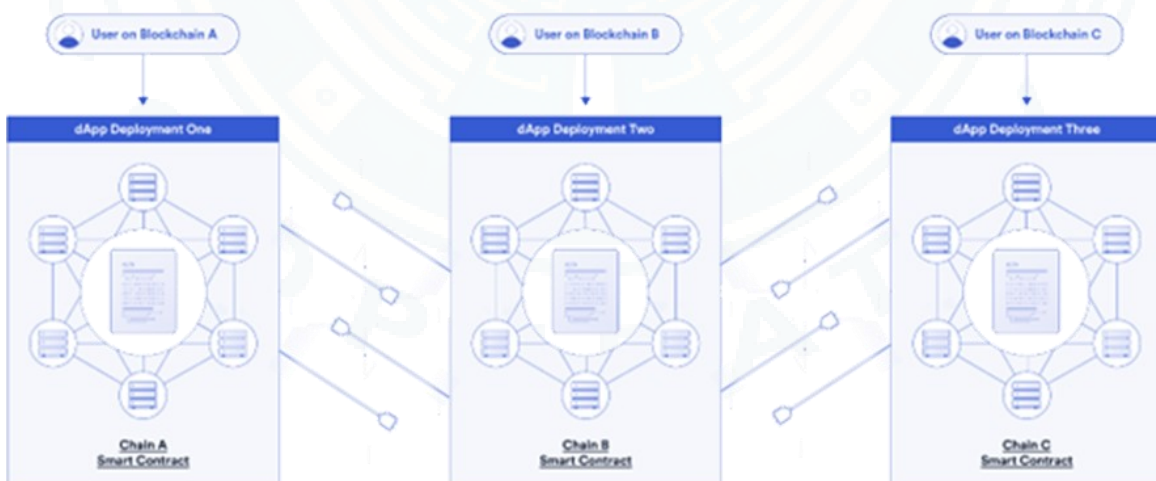 User on Blockchain A
User on Blockchain B
User on Blockchain C
dApp Deployment One
dApp Deployment Two
dApp Deployment Three
Chain A
Smart Contract
Chain B
Smart Contract
Chain C
Smart Contract